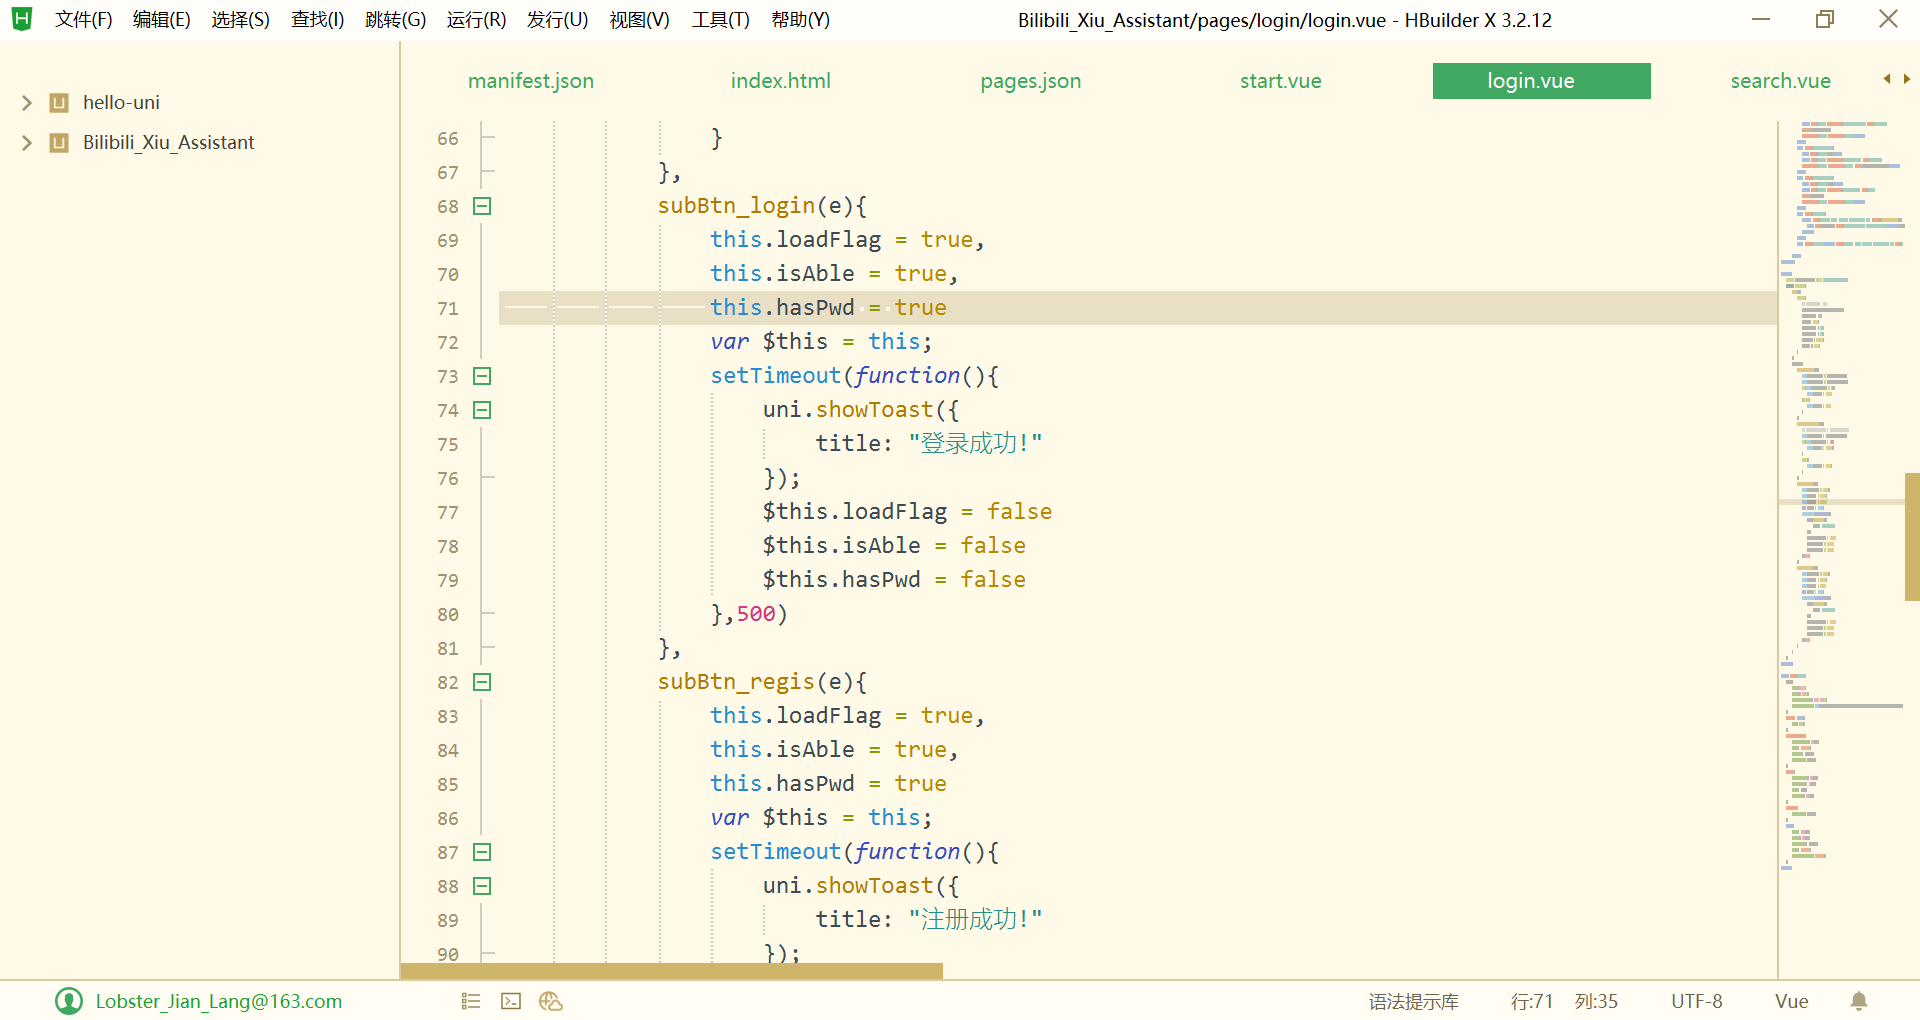 文件(F) 编辑(E) 选择(S) 查找(I) 跳转(G) 运行(R) 发行(U) 视图(V) 工具(T) 帮助(Y) Bilibili_Xiu_Assistant/pages/login/login.vue - HBuilder X 3.2.12
manifest.json index.html pages.json start.vue login.vue search.vue
hello-uni
Bilibili_Xiu_Assistant
66 }
67 },
68 subBtn_login(e){
69 this.loadFlag = true,
70 this.isAble = true,
71 this.hasPwd = true
72 var $this = this;
73 setTimeout(function(){
74 uni.showToast({
75 title: "登录成功!"
76 });
77 $this.loadFlag = false
78 $this.isAble = false
79 $this.hasPwd = false
80 },500)
81 },
82 subBtn_regis(e){
83 this.loadFlag = true,
84 this.isAble = true,
85 this.hasPwd = true
86 var $this = this;
87 setTimeout(function(){
88 uni.showToast({
89 title: "注册成功!"
90 });
Lobster_Jian_Lang@163.com 语法提示库 行:71 列:35 UTF-8 Vue